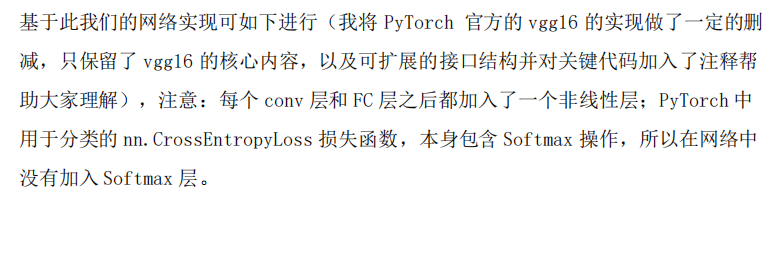 基于此我们的网络实现可如下进行（我将 PyTorch 官方的 vgg16 的实现做了一定的删
减，只保留了 vgg16 的核心内容，以及可扩展的接口结构并对关键代码加入了注释帮
助大家理解），注意：每个 conv 层和 FC 层之后都加入了一个非线性层；PyTorch 中
用于分类的 nn.CrossEntropyLoss 损失函数，本身包含 Softmax 操作，所以在网络中
没有加入 Softmax 层。